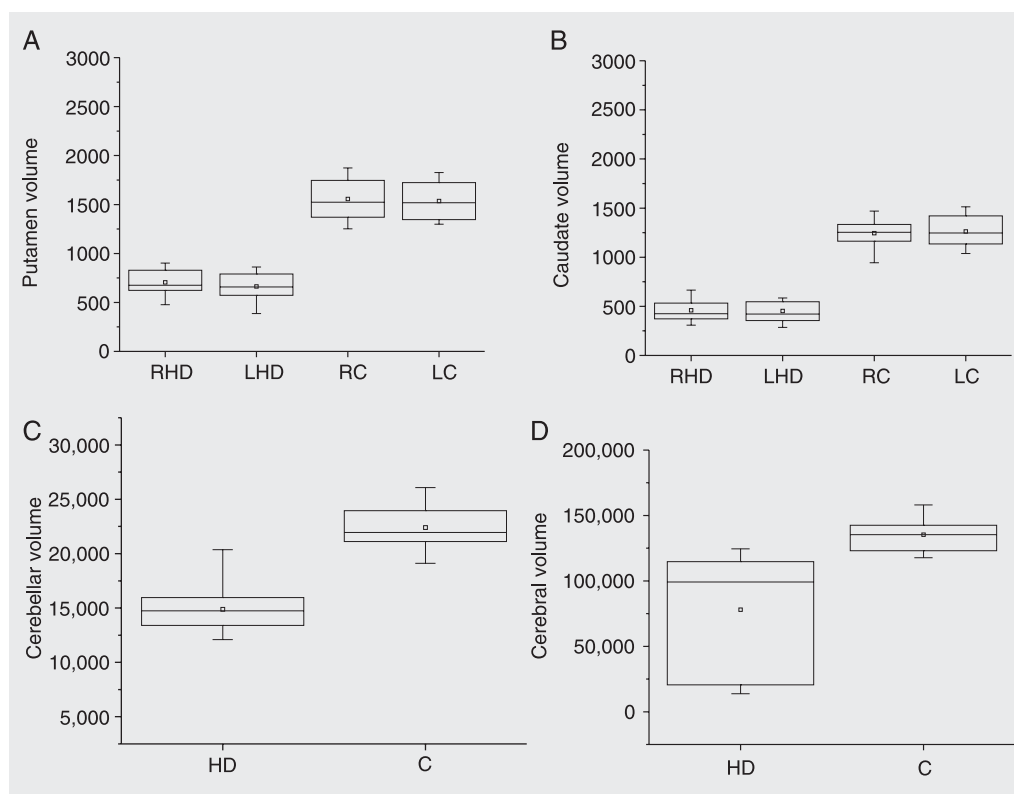 A
Putamen volume
3000
2500
2000
1500
1000
500
0
RHD LHD RC LC
B
Caudate volume
3000
2500
2000
1500
1000
500
0
RHD LHD RC LC
C
Cerebellar volume
30,000
25,000
20,000
15,000
10,000
5,000
HD C
D
Cerebral volume
200,000
150,000
100,000
50,000
0
HD C